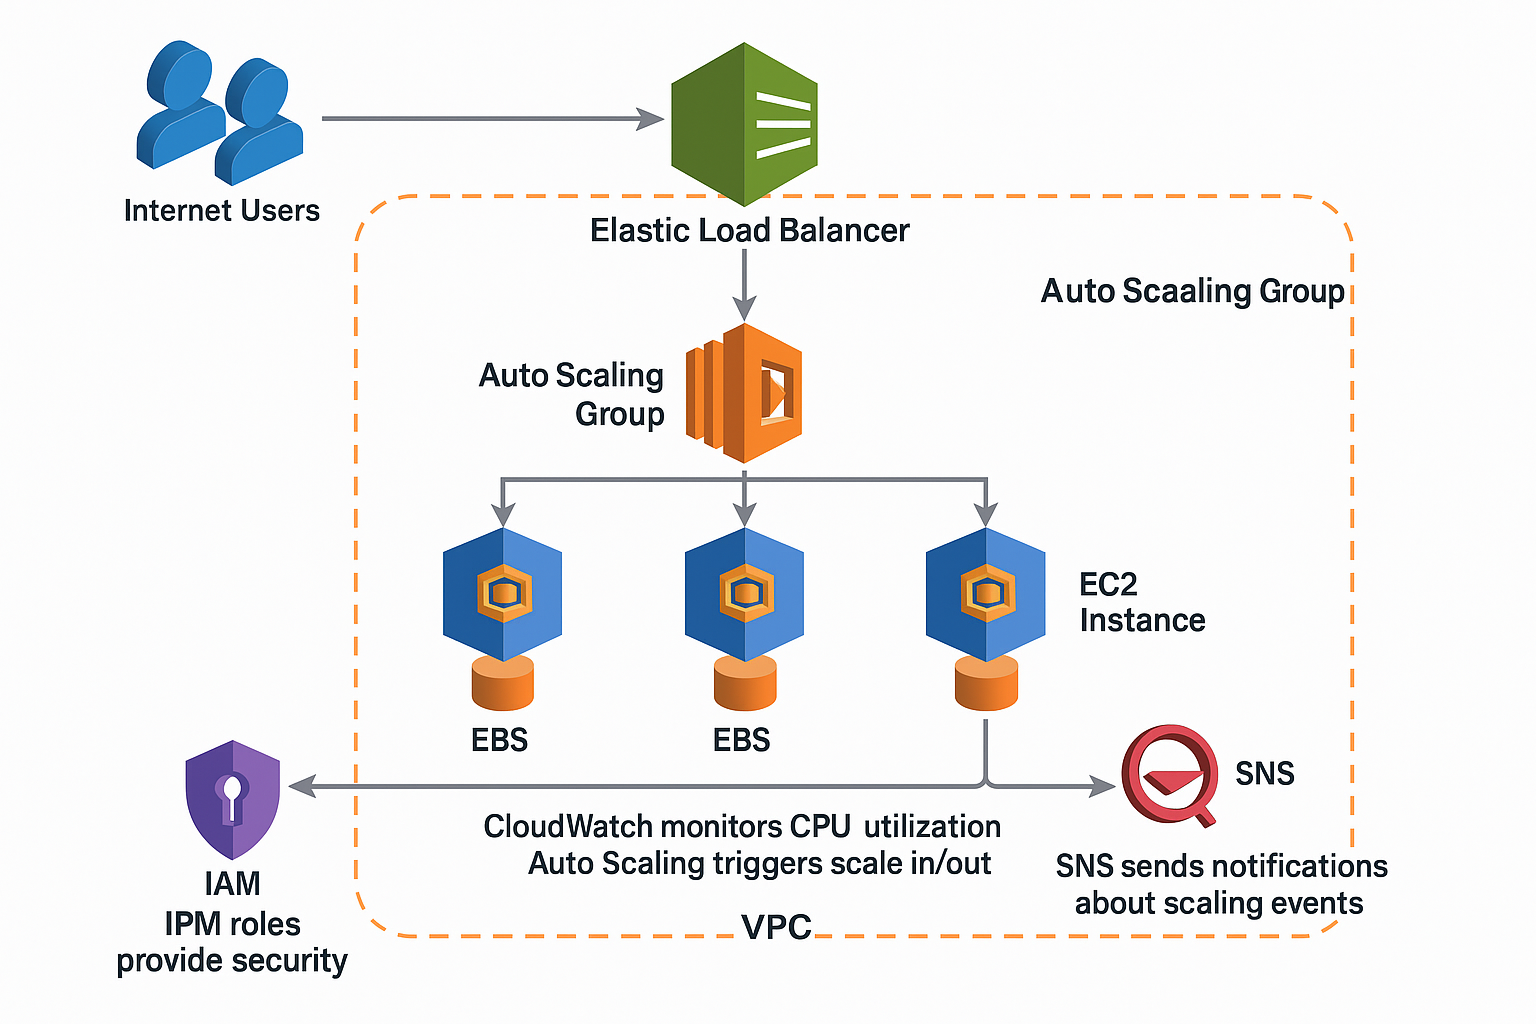 Internet Users
Elastic Load Balancer
Auto Scaaling Group
Auto Scaling
Group
EC2
Instance
EBS
EBS
SNS
CloudWatch monitors CPU utilization
Auto Scaling triggers scale in/out
SNS sends notifications
about scaling events
IAM
IPM roles
provide security
VPC